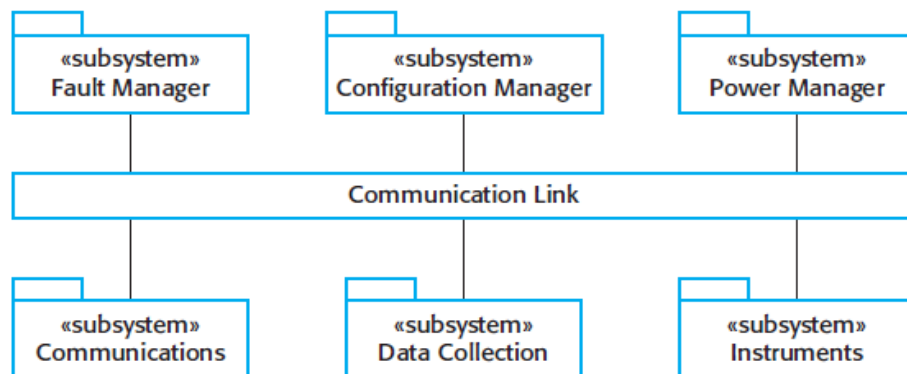 «subsystem»
Fault Manager
«subsystem»
Configuration Manager
«subsystem»
Power Manager
Communication Link
«subsystem»
Communications
«subsystem»
Data Collection
«subsystem»
Instruments